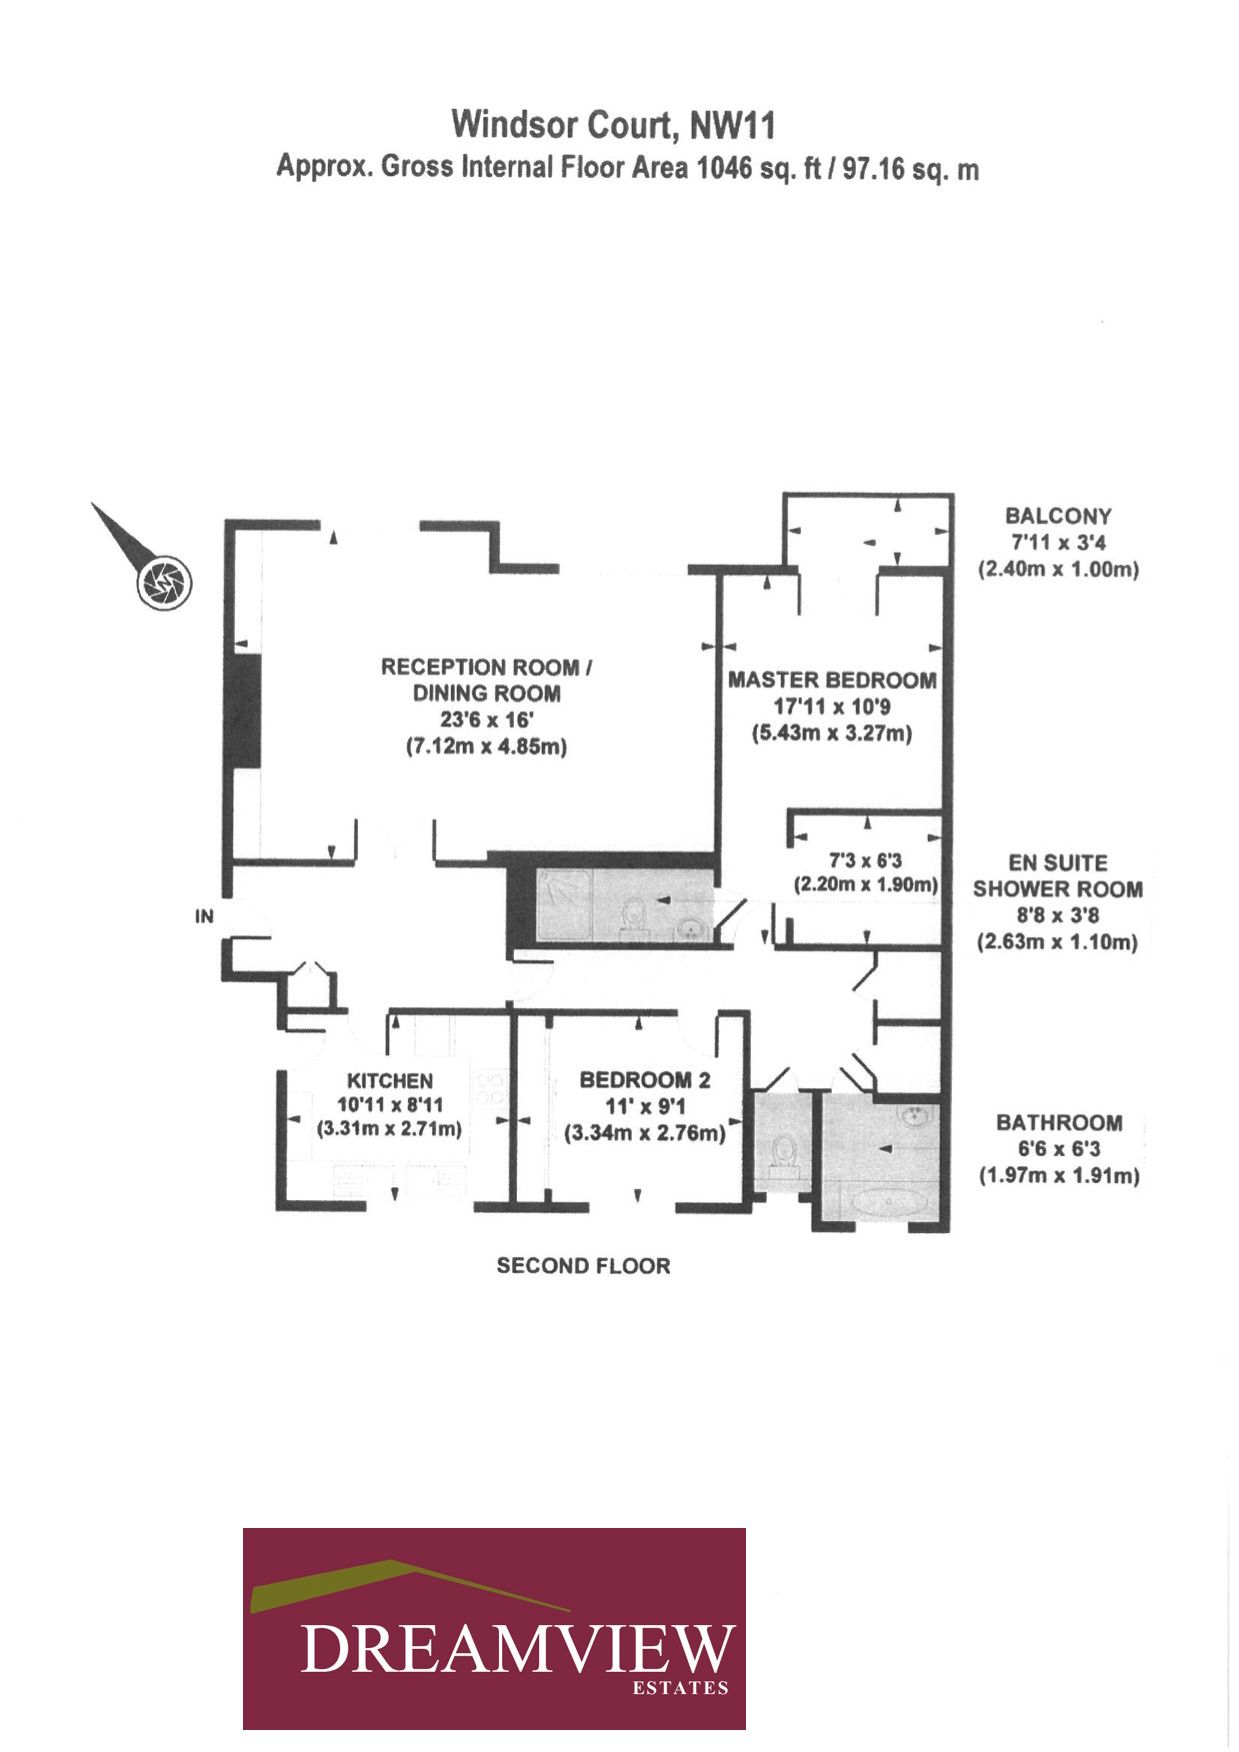 Windsor Court, NW11
Approx. Gross Internal Floor Area 1046 sq. ft / 97.16 sq. m
BALCONY
7'11 x 3'4
(2.40m x 1.00m)
RECEPTION ROOM /
DINING ROOM
23'6 x 16'
(7.12m x 4.85m)
MASTER BEDROOM
17'11 x 10'9
(5.43m x 3.27m)
7'3 x 6'3
(2.20m x 1.90m)
EN SUITE
SHOWER ROOM
8'8 x 3'8
(2.63m x 1.10m)
IN
KITCHEN
10'11 x 8'11
(3.31m x 2.71m)
BEDROOM 2
11' x 9'1
(3.34m x 2.76m)
BATHROOM
6'6 x 6'3
(1.97m x 1.91m)
SECOND FLOOR
DREAMVIEW
ESTATES